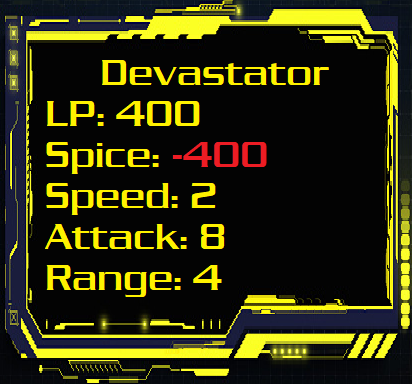 Devastator
LP: 400
Spice: -400
Speed: 2
Attack: 8
Range: 4